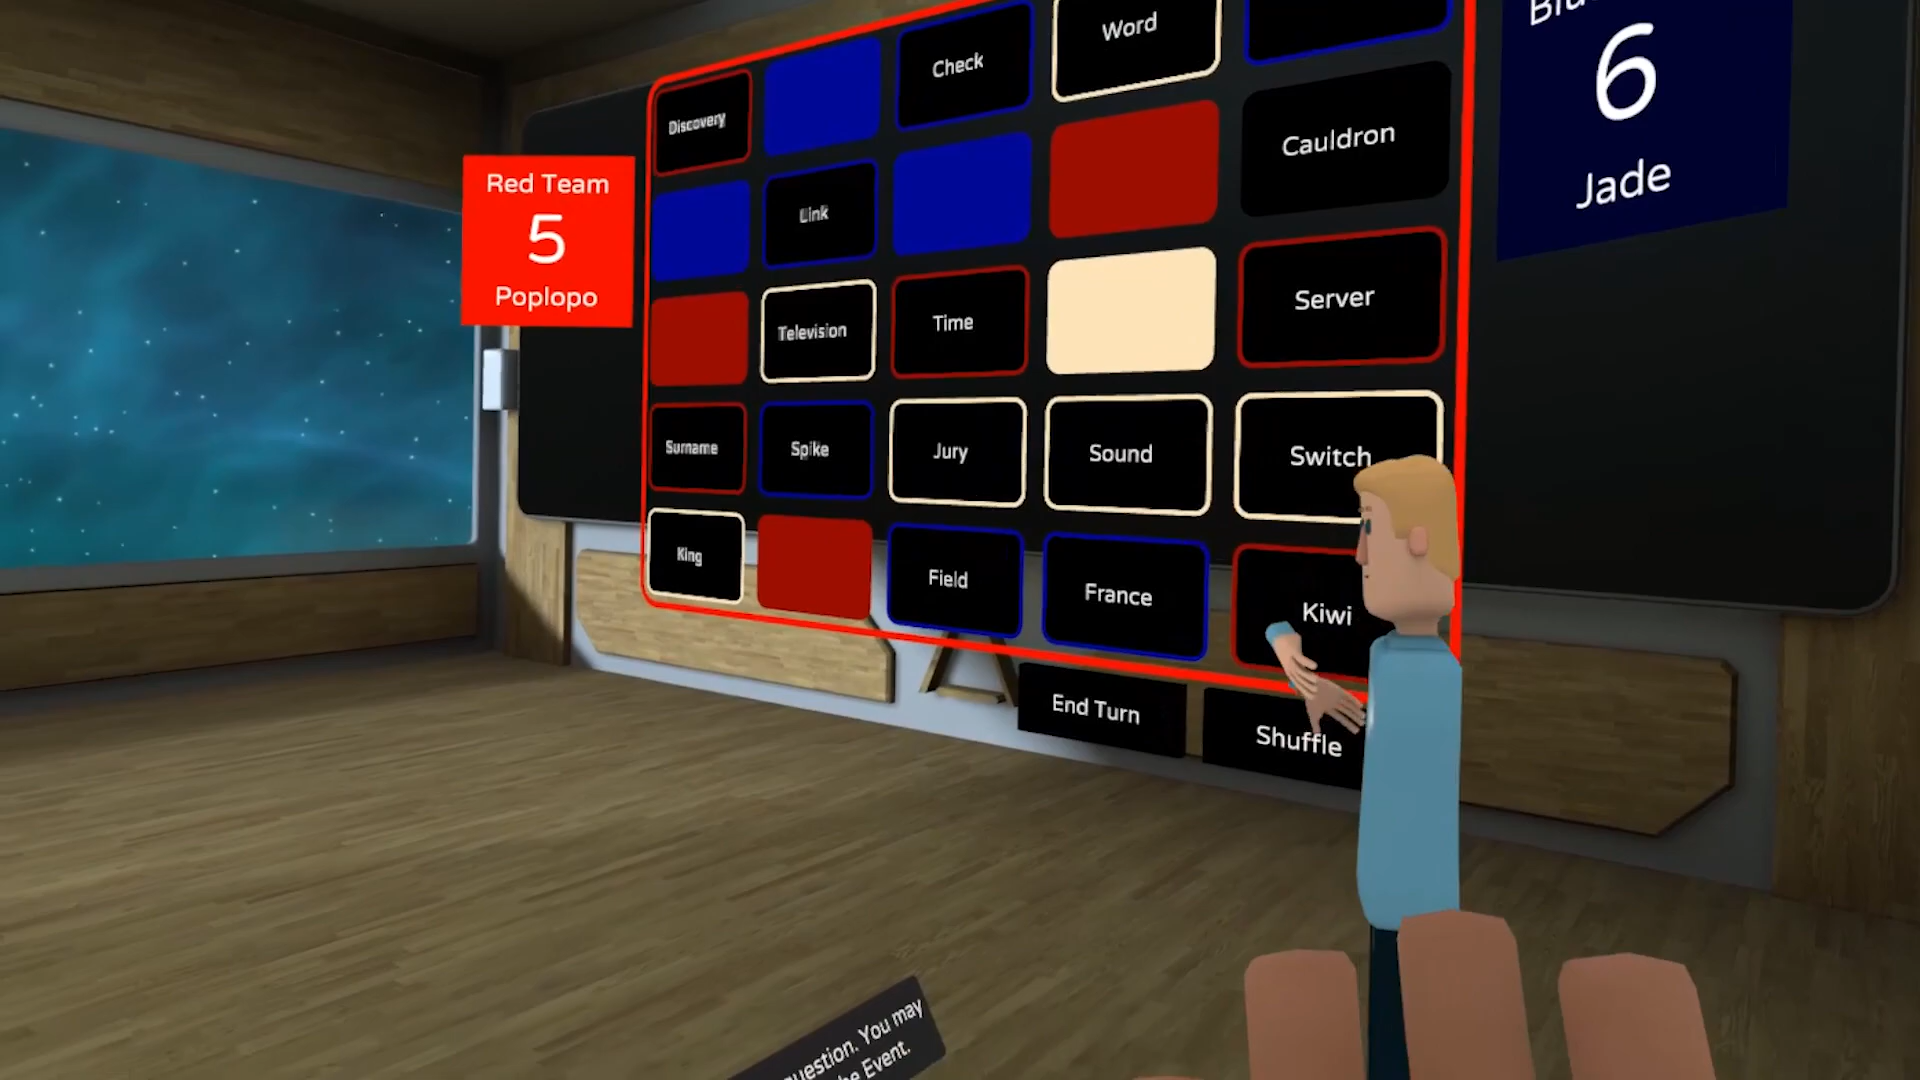 Red Team
5
Poplopo
Discovery
Check
Word
Link
Cauldron
Television
Time
Server
Surname
Spike
Jury
Sound
Switch
King
Field
France
Kiwi
End Turn
Shuffle
6
Jade
You may
Event.